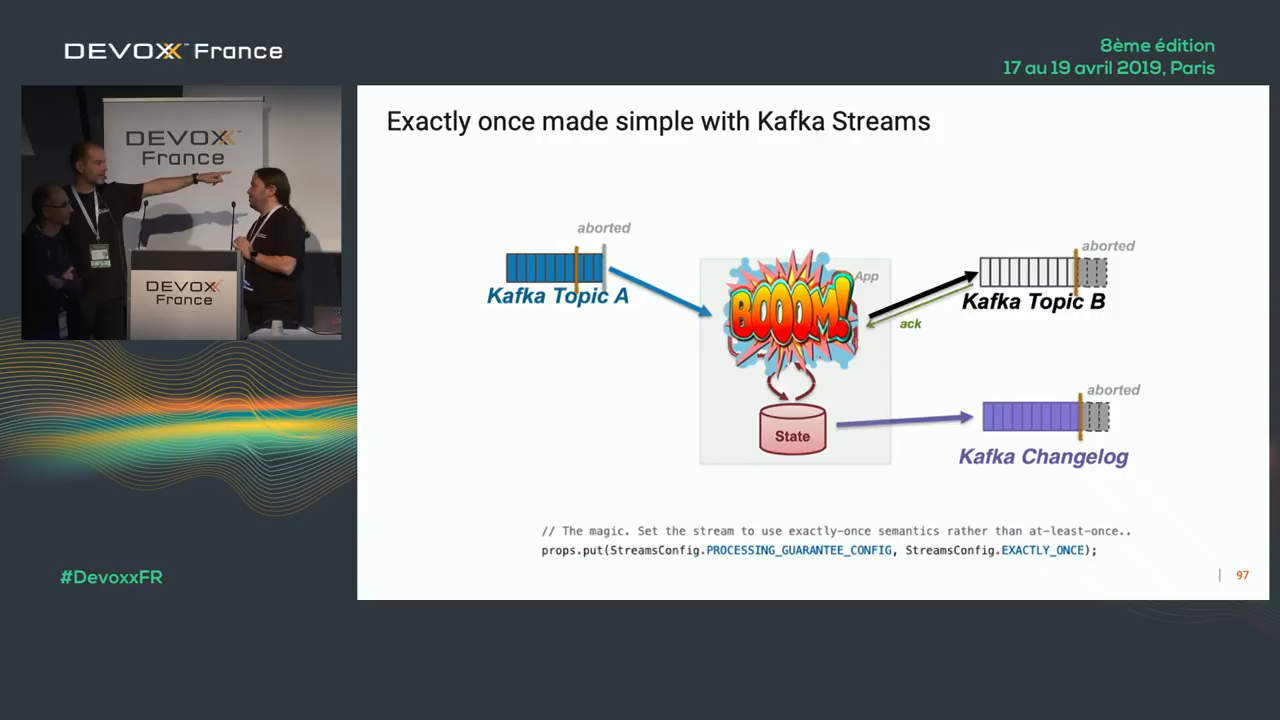 DEVOXX™ France
8ème édition
17 au 19 avril 2019, Paris
DEVOXX™
France
DEVOXX
France
Exactly once made simple with Kafka Streams
aborted
Kafka Topic A
App
BOOOM!
aborted
Kafka Topic B
ack
State
aborted
Kafka Changelog
// The magic. Set the stream to use exactly-once semantics rather than at-least-once..
props.put(StreamsConfig.PROCESSING_GUARANTEE_CONFIG, StreamsConfig.EXACTLY_ONCE);
97
#DevoxxFR